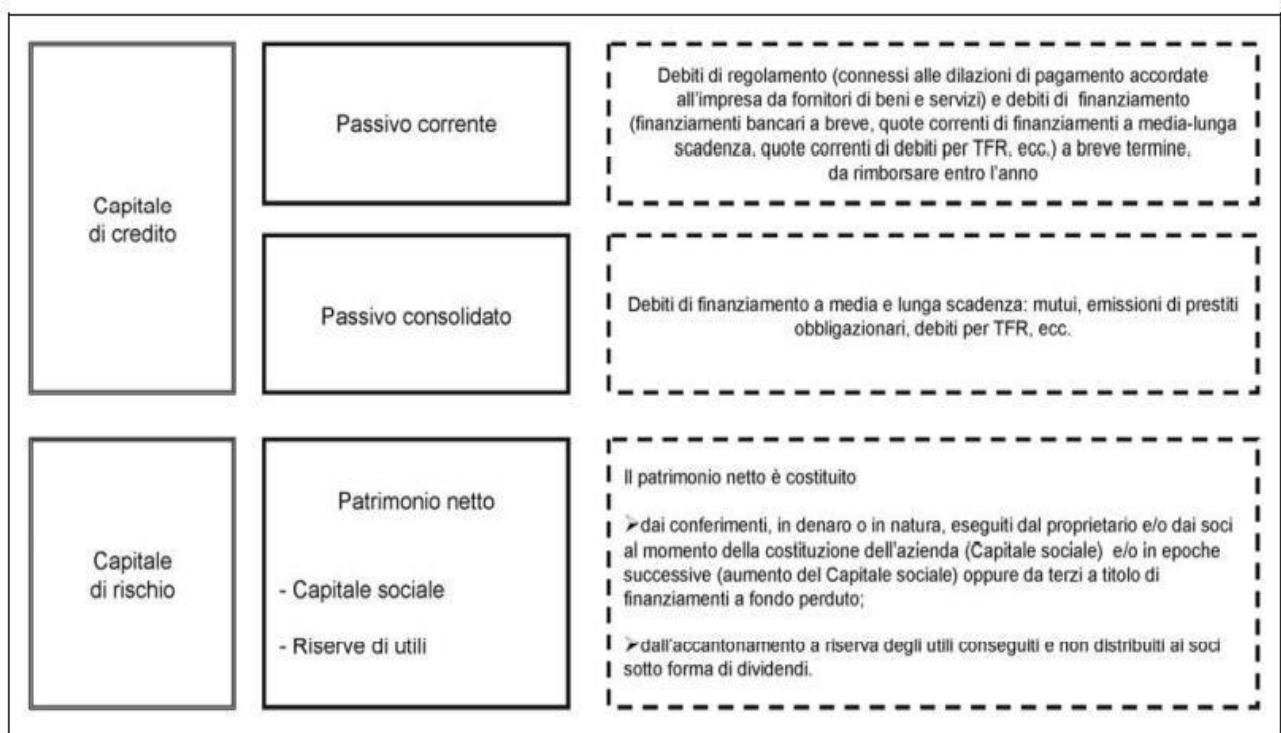 Capitale
di credito
Passivo corrente
Debiti di regolamento (connessi alle dilazioni di pagamento accordate
all'impresa da fornitori di beni e servizi) e debiti di finanziamento
(finanziamenti bancari a breve, quote correnti di finanziamenti a media-lunga
scadenza, quote correnti di debiti per TFR, ecc.) a breve termine,
da rimborsare entro l'anno
Passivo consolidato
Debiti di finanziamento a media e lunga scadenza: mutui, emissioni di prestiti
obbligazionari, debiti per TFR, ecc.
Capitale
di rischio
Patrimonio netto
- Capitale sociale
- Riserve di utili
Il patrimonio netto è costituito
➤dai conferimenti, in denaro o in natura, eseguiti dal proprietario e/o dai soci
al momento della costituzione dell'azienda (Capitale sociale) e/o in epoche
successive (aumento del Capitale sociale) oppure da terzi a titolo di
finanziamenti a fondo perduto;
➤dall'accantonamento a riserva degli utili conseguiti e non distribuiti ai soci
sotto forma di dividendi.